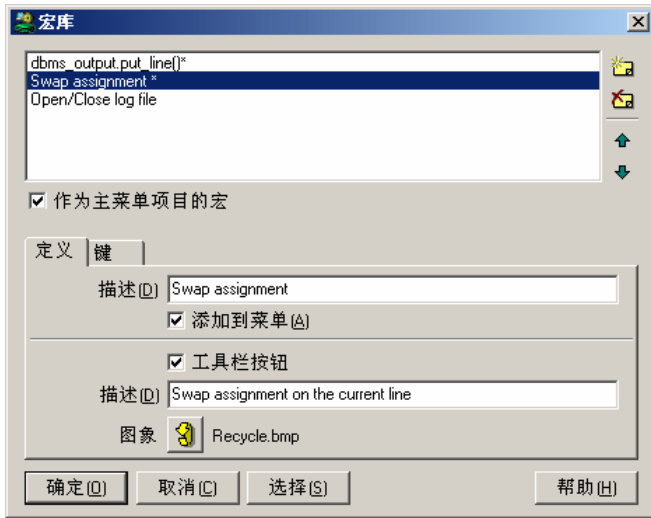 宏库
dbms_output.put_line()*
Swap assignment *
Open/Close log file
作为主菜单项目的宏
定义 键
描述(D) Swap assignment
添加到菜单(A)
工具栏按钮
描述(D) Swap assignment on the current line
图象 Recycle.bmp
确定(O) 取消(C) 选择(S) 帮助(H)